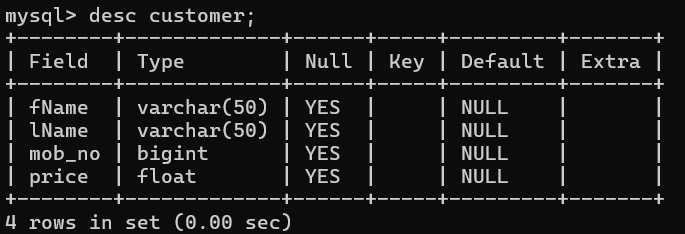 mysql> desc customer;
+---------+-------------+------+-----+---------+-------+
| Field   | Type        | Null | Key | Default | Extra |
+---------+-------------+------+-----+---------+-------+
| fName   | varchar(50) | YES  |     | NULL    |       |
| lName   | varchar(50) | YES  |     | NULL    |       |
| mob_no  | bigint      | YES  |     | NULL    |       |
| price   | float       | YES  |     | NULL    |       |
+---------+-------------+------+-----+---------+-------+
4 rows in set (0.00 sec)